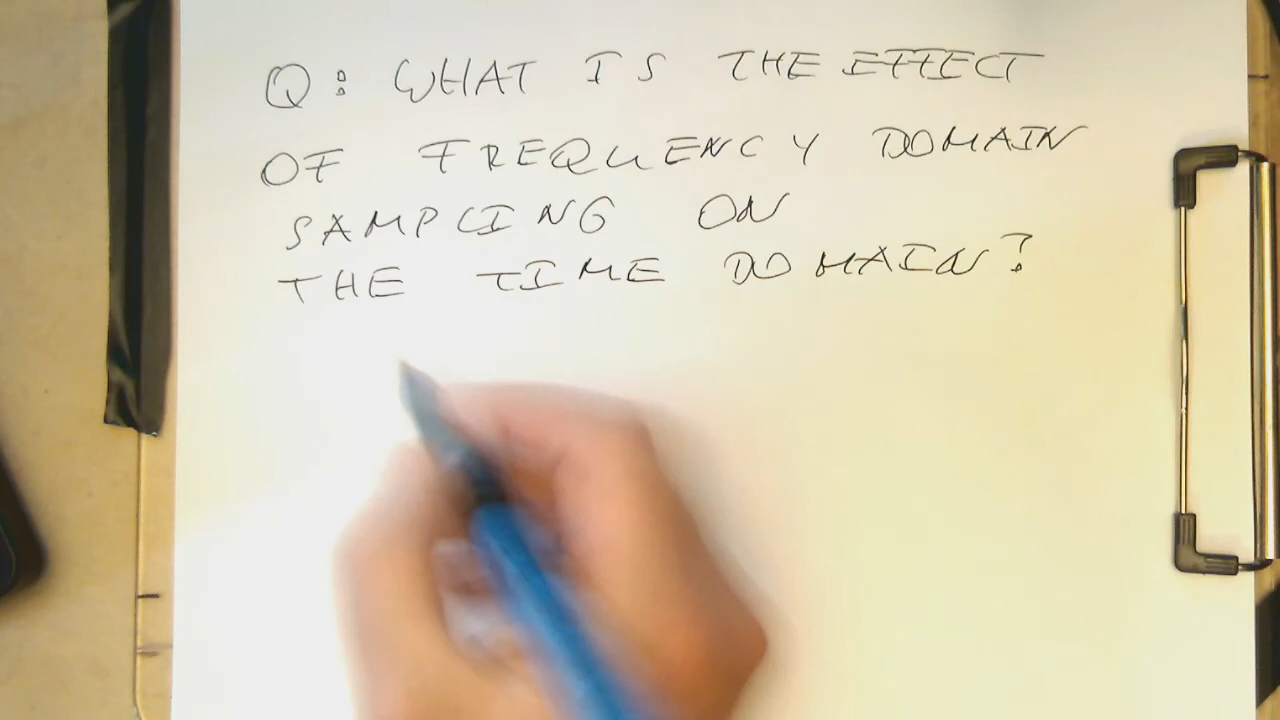 Q: WHAT IS THE EFFECT
OF FREQUENCY DOMAIN
SAMPLING ON
THE TIME DOMAIN?